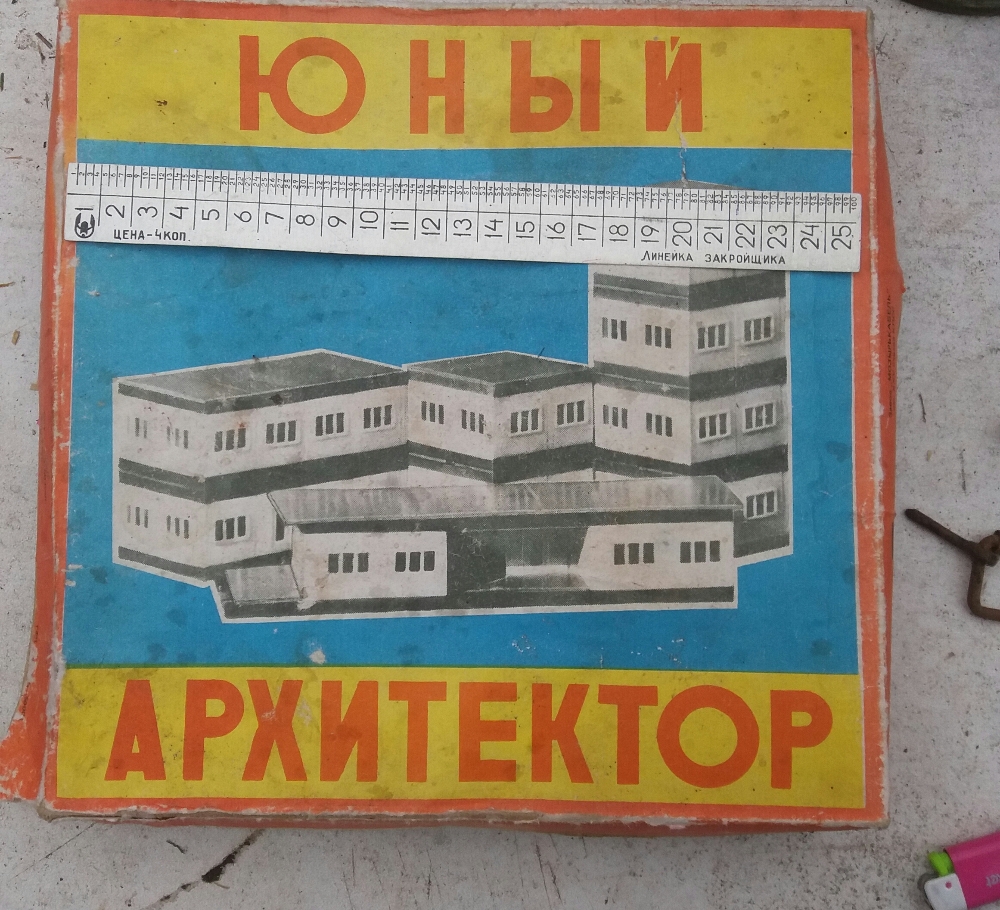 ЮНЫЙ
1 2 3 4 5 6 7 8 9 10 11 12 13 14 15 16 17 18 19 20 21 22 23 24 25
ЦЕНА-4КОП. ЛИНЕЙКА ЗАКРОЙЩИКА
АРХИТЕКТОР